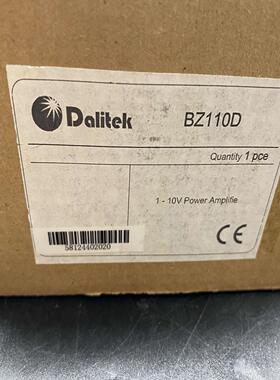 Dalitek BZ110D
Quantity 1 pce
1 - 10V Power Amplifie
58124402020
CE